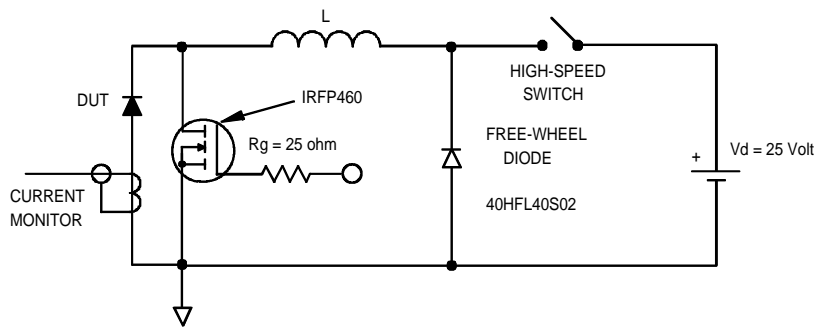 L
HIGH-SPEED
SWITCH
DUT
IRFP460
Rg = 25 ohm
FREE-WHEEL
DIODE
40HFL40S02
+
Vd = 25 Volt
CURRENT
MONITOR